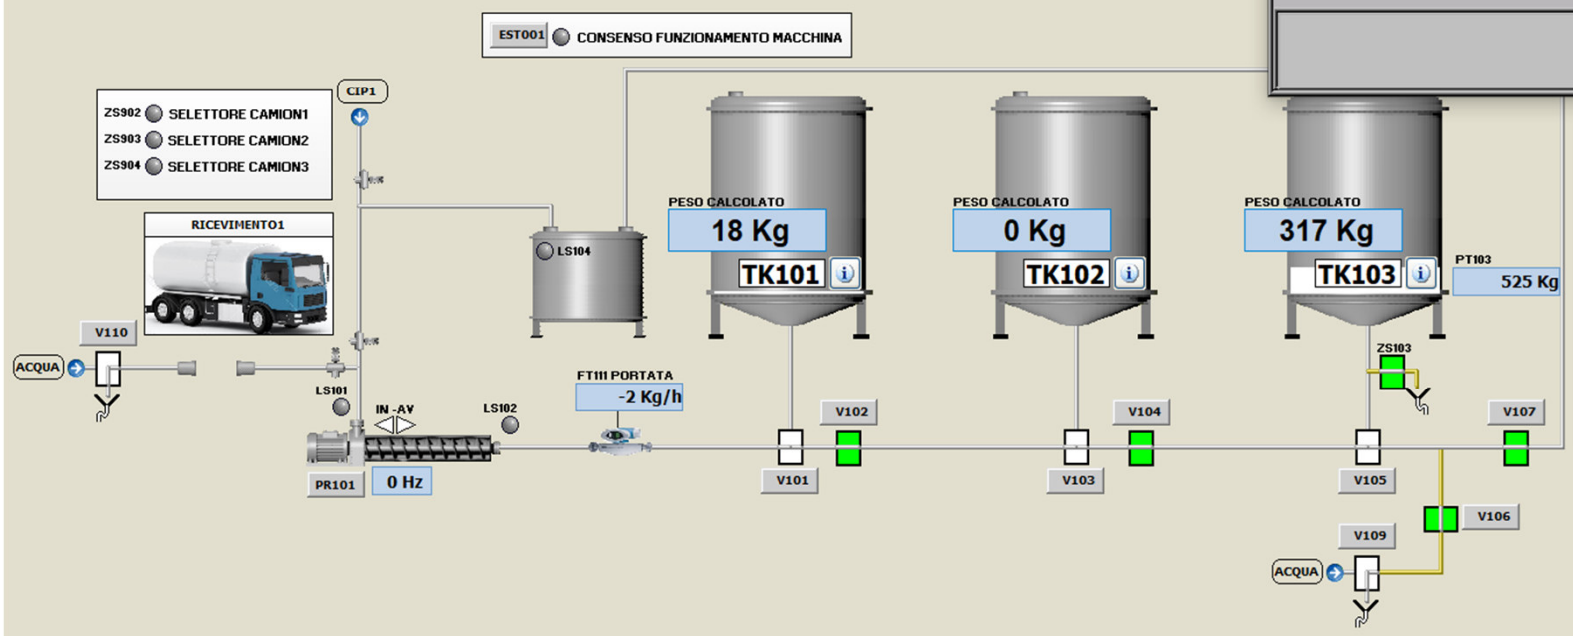 EST001 CONSENSO FUNZIONAMENTO MACCHINA
CIP1
ZS902 SELETTORE CAMION1
ZS903 SELETTORE CAMION2
ZS904 SELETTORE CAMION3
RICEVIMENTO1
LS104
PESO CALCOLATO
18 Kg
TK101
PESO CALCOLATO
0 Kg
TK102
PESO CALCOLATO
317 Kg
TK103
PT103
525 Kg
V110
ACQUA
ZS103
LS101
IN -AV
LS102
FT111 PORTATA
-2 Kg/h
V102
V104
V107
PR101
0 Hz
V101
V103
V105
V106
V109
ACQUA